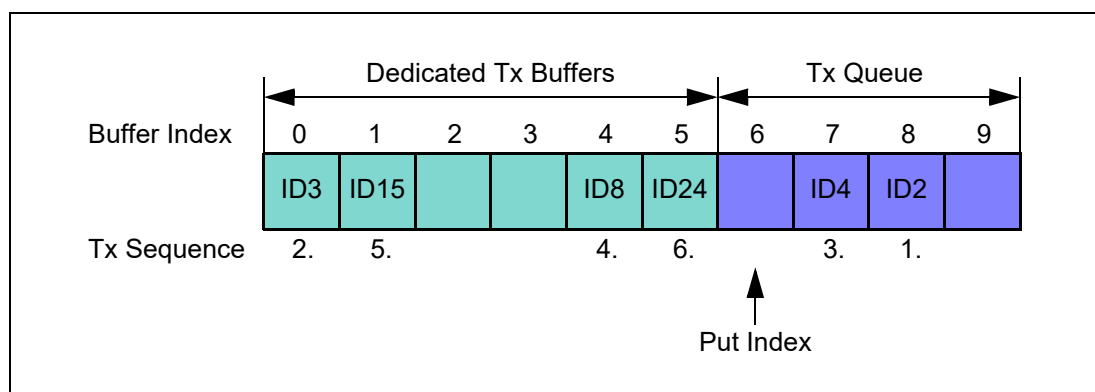 Dedicated Tx Buffers Tx Queue
Buffer Index 0 1 2 3 4 5 6 7 8 9
ID3 ID15 ID8 ID24 ID4 ID2
Tx Sequence 2. 5. 4. 6. 3. 1.
Put Index